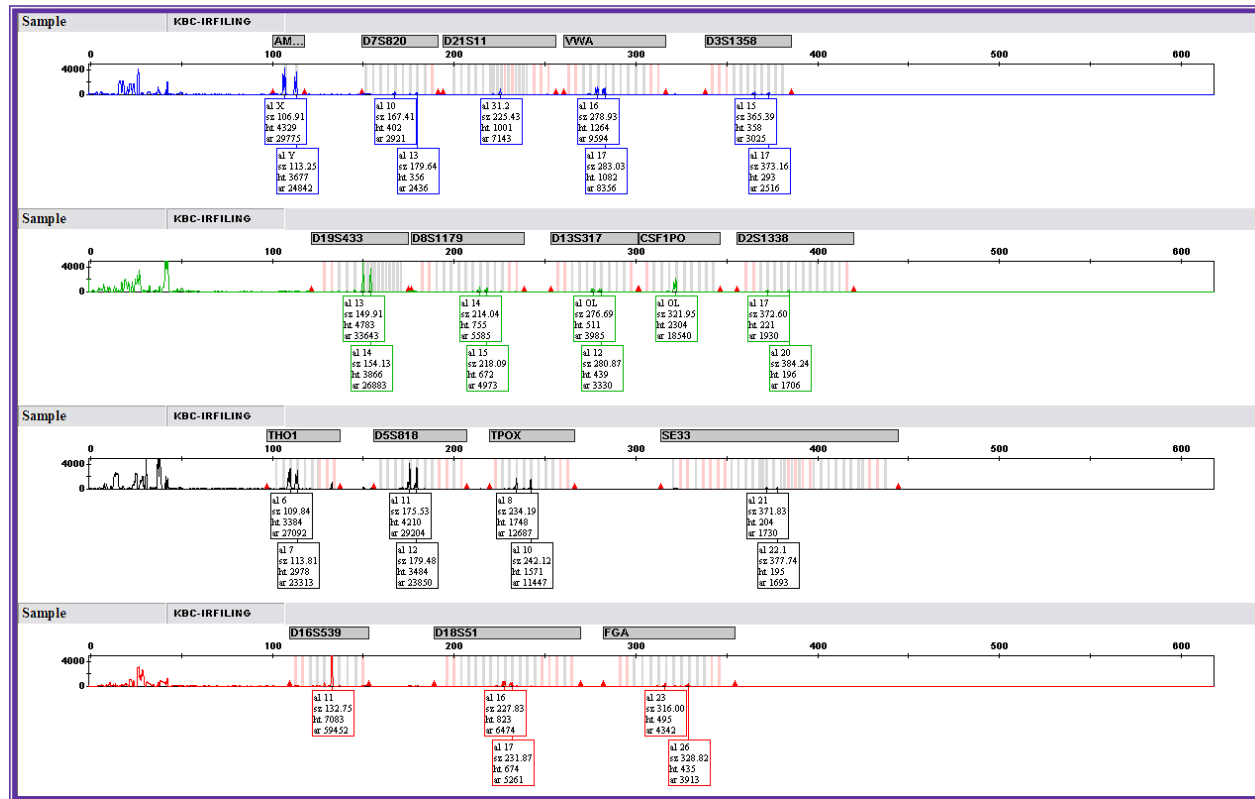 Sample KBC-IRFILING
AM... D7S820 D21S11 VWA D3S1358
0 100 200 300 400 500 600
4000
0
al X al 10 al 31.2 al 16 al 15
sz 106.91 sz 167.41 sz 225.43 sz 278.93 sz 365.39
ht 4329 ht 402 ht 1001 ht 1264 ht 358
ar 29775 ar 2921 ar 7143 ar 9594 ar 3025
al Y al 13 al 17 al 17
sz 113.25 sz 179.64 sz 283.03 sz 373.16
ht 3677 ht 356 ht 1082 ht 293
ar 24842 ar 2436 ar 8356 ar 2516
Sample KBC-IRFILING
D19S433 D8S1179 D13S317 CSF1PO D2S1338
0 100 200 300 400 500 600
4000
0
al 13 al 14 al OL al OL al 17
sz 149.91 sz 214.04 sz 276.69 sz 321.95 sz 372.60
ht 4783 ht 755 ht 511 ht 2304 ht 221
ar 33643 ar 5585 ar 3985 ar 18540 ar 1930
al 14 al 15 al 12 al 20
sz 154.13 sz 218.09 sz 280.87 sz 384.24
ht 3866 ht 672 ht 439 ht 196
ar 26883 ar 4973 ar 3330 ar 1706
Sample KBC-IRFILING
THO1 D5S818 TPOX SE33
0 100 200 300 400 500 600
4000
0
al 6 al 11 al 8 al 21
sz 109.84 sz 175.53 sz 234.19 sz 371.83
ht 3384 ht 4210 ht 1748 ht 204
ar 27092 ar 29204 ar 12687 ar 1730
al 7 al 12 al 10 al 22.1
sz 113.81 sz 179.48 sz 242.12 sz 377.74
ht 2978 ht 3484 ht 1571 ht 195
ar 23313 ar 23850 ar 11447 ar 1693
Sample KBC-IRFILING
D16S539 D18S51 FGA
0 100 200 300 400 500 600
4000
0
al 11 al 16 al 23
sz 132.75 sz 227.83 sz 316.00
ht 7083 ht 823 ht 495
ar 59452 ar 6474 ar 4342
al 17 al 26
sz 231.87 sz 328.82
ht 674 ht 435
ar 5261 ar 3913